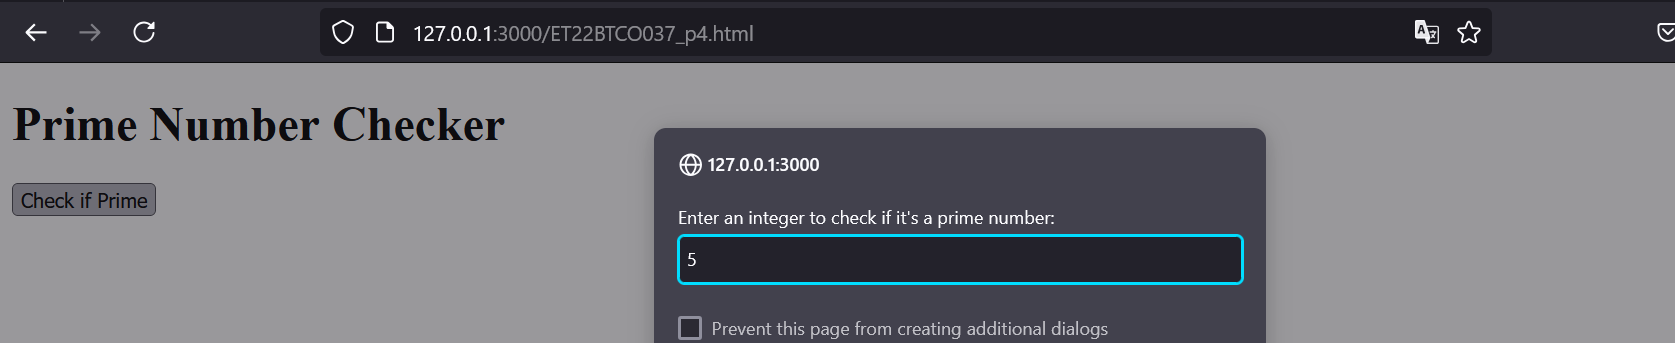 127.0.0.1:3000/ET22BTCO037_p4.html
Prime Number Checker
Check if Prime
127.0.0.1:3000
Enter an integer to check if it's a prime number:
5
Prevent this page from creating additional dialogs